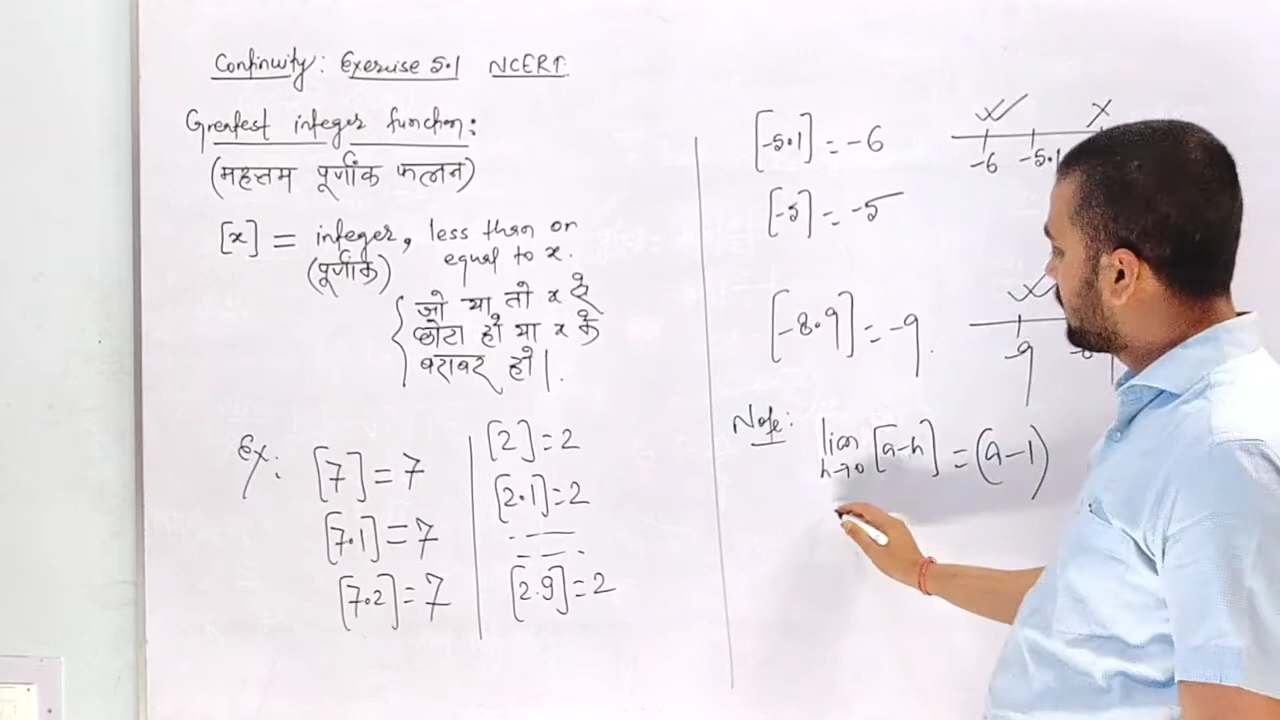 Continuity: Exercise 5.1 NCERT
Greatest integer function:
(महत्तम पूर्णांक फलन)
[x] = integer, less than or
equal to x.
(पूर्णांक)
जो या तो x से
छोटा हो या x के
बराबर हो।
Ex:
[7]=7
[7.1]=7
[7.2]=7
[2]=2
[2.1]=2
[2.9]=2
[-5.1] = -6
-6 -5.1
[-5] = -5
[-8.9] = -9.
-9
Note: lim h→0 [a-h] = (a-1)